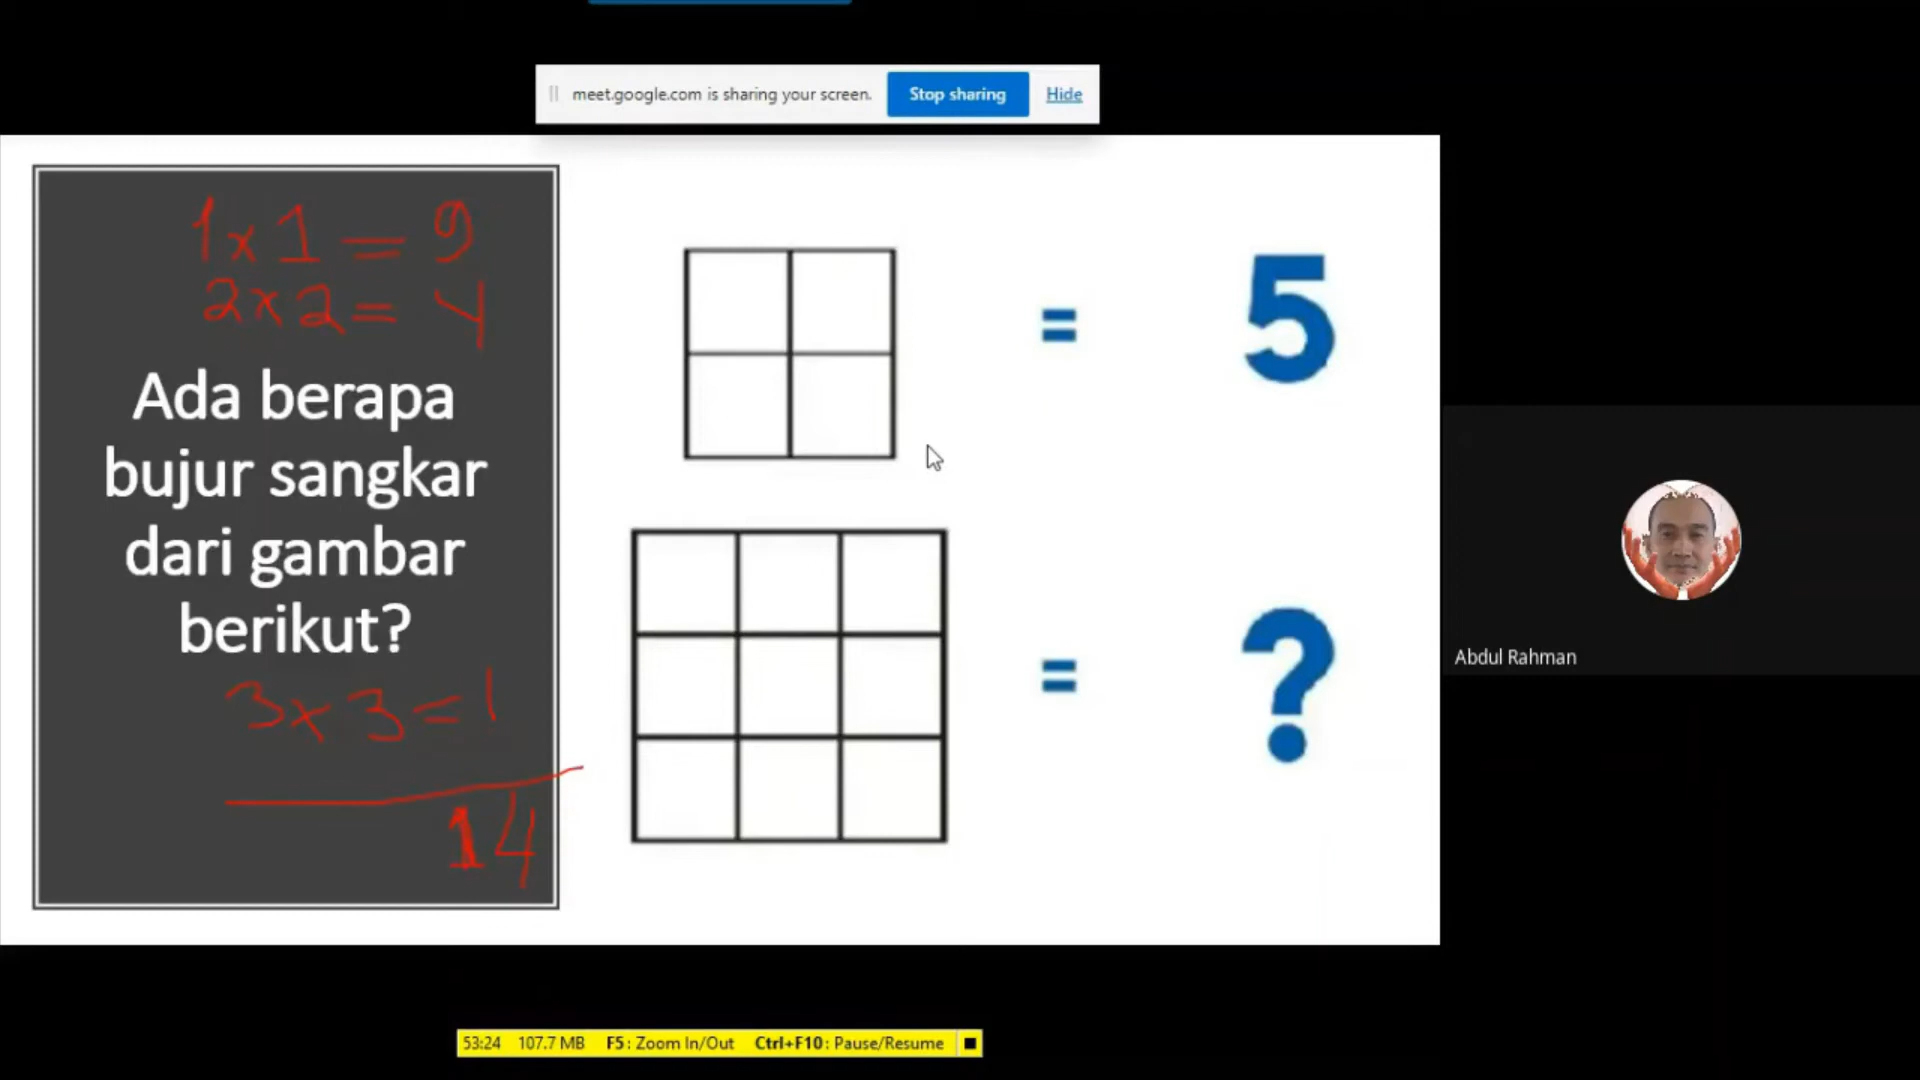 meet.google.com is sharing your screen. Stop sharing Hide
1x1=9
2x2=4
Ada berapa
bujur sangkar
dari gambar
berikut?
3x3=1
14
= 5
= ?
Abdul Rahman
53:24 107.7 MB F5: Zoom In/Out Ctrl+F10: Pause/Resume